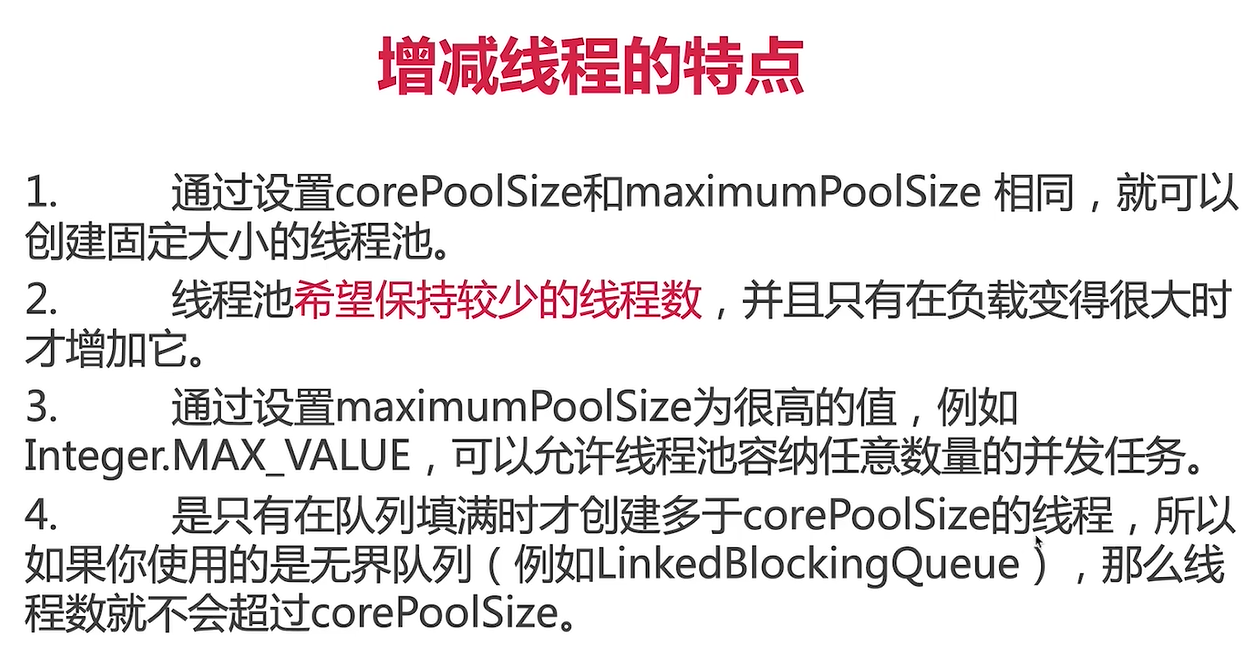 增减线程的特点
1. 通过设置corePoolSize和maximumPoolSize 相同，就可以
创建固定大小的线程池。
2. 线程池希望保持较少的线程数，并且只有在负载变得很大时
才增加它。
3. 通过设置maximumPoolSize为很高的值，例如
Integer.MAX_VALUE，可以允许线程池容纳任意数量的并发任务。
4. 是只有在队列填满时才创建多于corePoolSize的线程，所以
如果你使用的是无界队列（例如LinkedBlockingQueue），那么线
程数就不会超过corePoolSize。